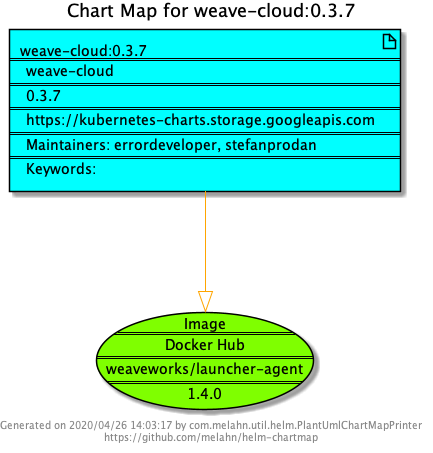 Chart Map for weave-cloud:0.3.7
weave-cloud:0.3.7
weave-cloud
0.3.7
https://kubernetes-charts.storage.googleapis.com
Maintainers: errordeveloper, stefanprodan
Keywords:
Image
Docker Hub
weaveworks/launcher-agent
1.4.0
Generated on 2020/04/26 14:03:17 by com.melahn.util.helm.PlantUmlChartMapPrinter
https://github.com/melahn/helm-chartmap